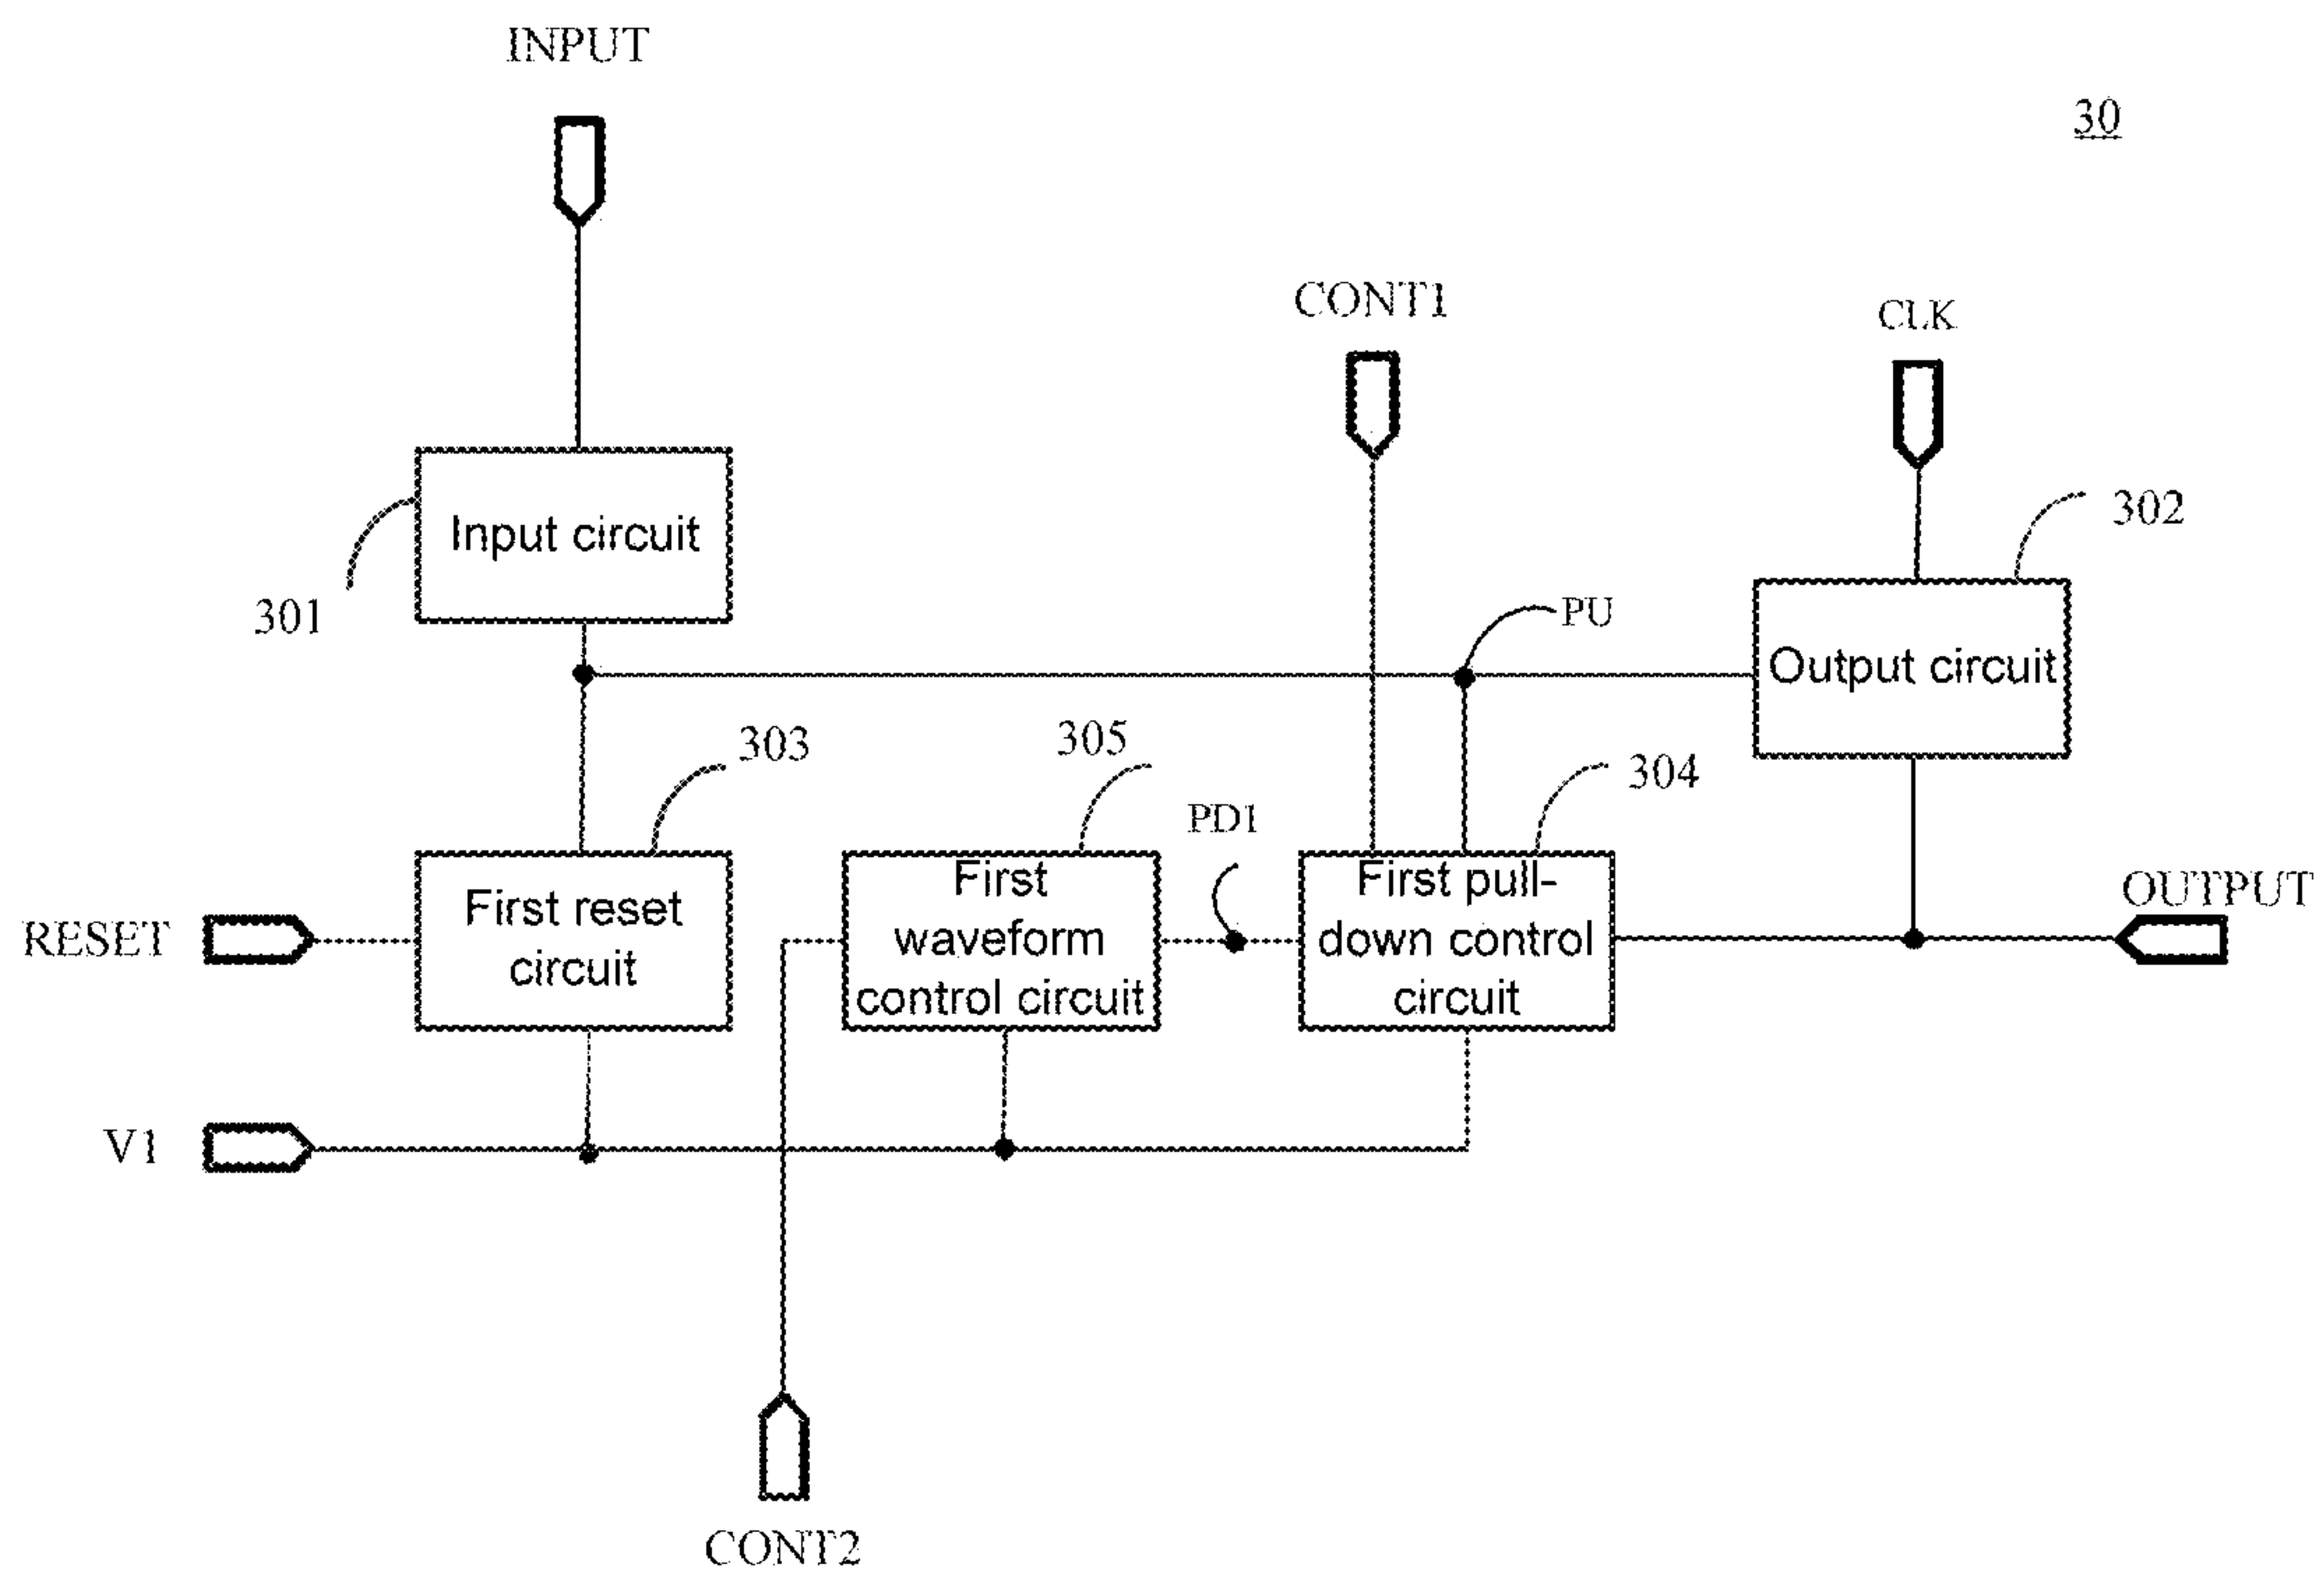 INPUT
30
CONT1
CLK
302
Input circuit
301
PU
Output circuit
303
305
304
PD1
First reset
circuit
First
waveform
control circuit
First pull-
down control
circuit
OUTPUT
RESET
V1
CONT2